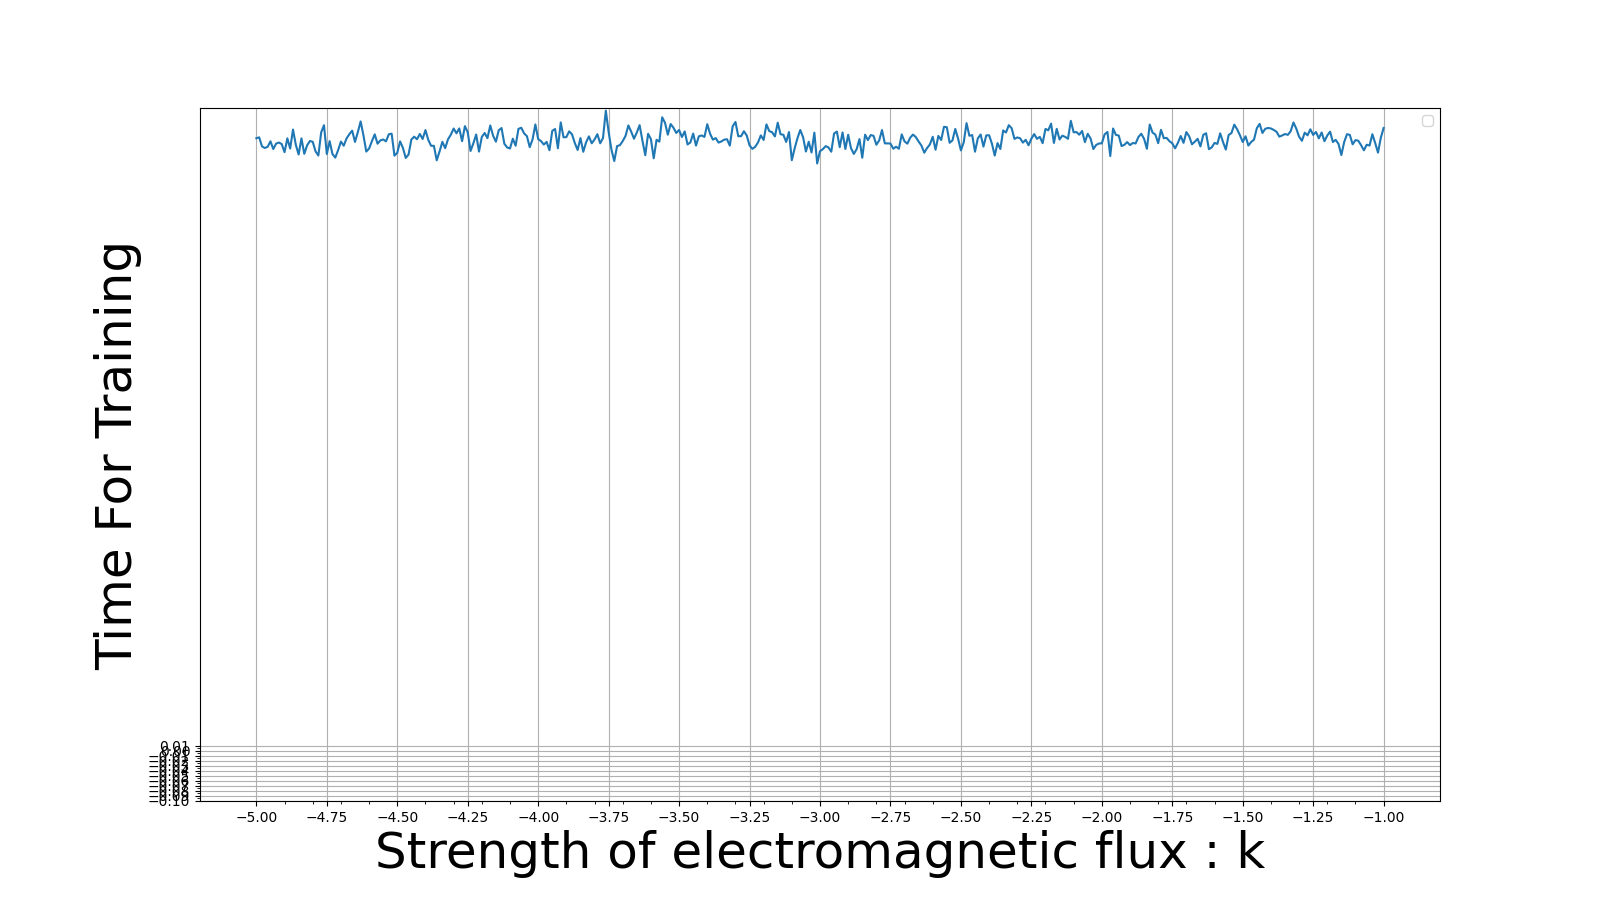 Time For Training
0.01
−0.10
−5.00 −4.75 −4.50 −4.25 −4.00 −3.75 −3.50 −3.25 −3.00 −2.75 −2.50 −2.25 −2.00 −1.75 −1.50 −1.25 −1.00
Strength of electromagnetic flux : k